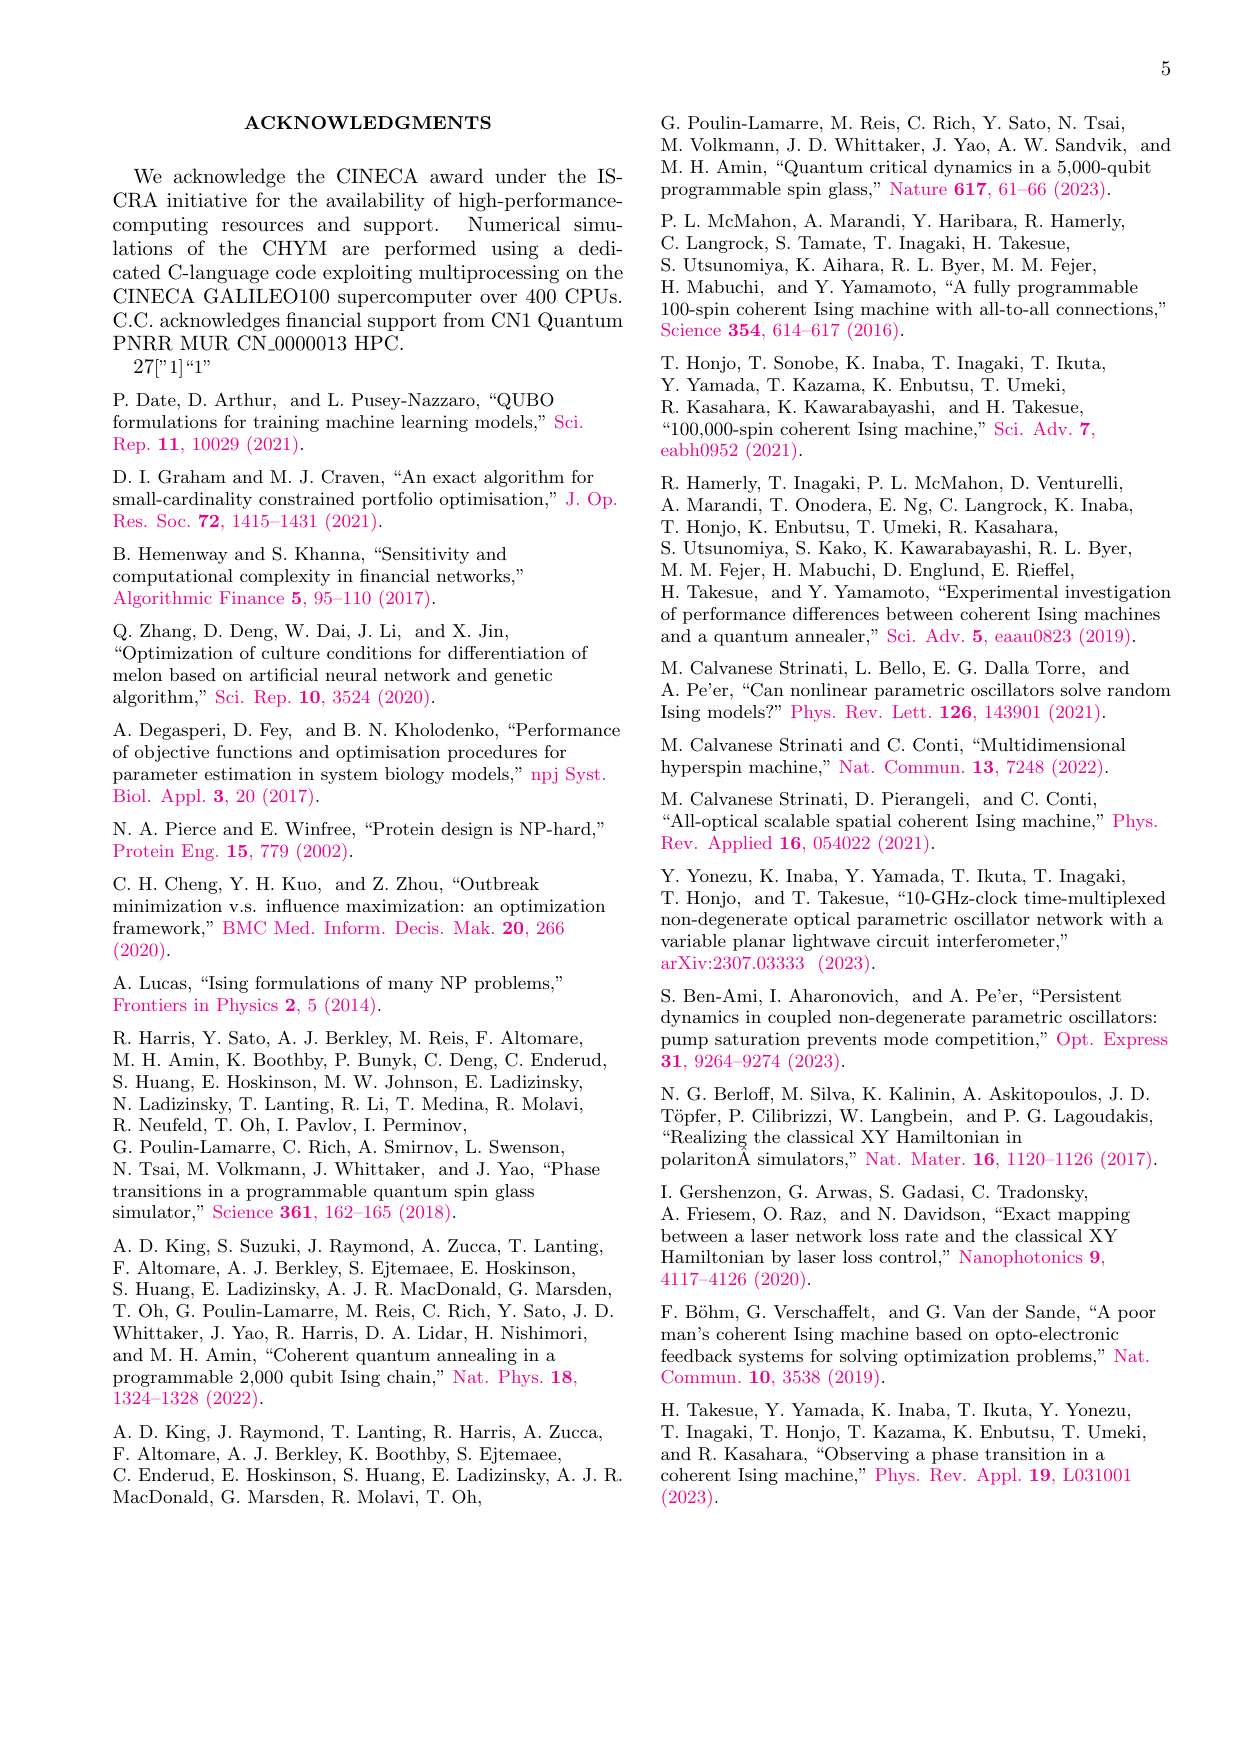 5
ACKNOWLEDGMENTS
We acknowledge the CINECA award under the IS-
CRA initiative for the availability of high-performance-
computing resources and support. Numerical simu-
lations of the CHYM are performed using a dedi-
cated C-language code exploiting multiprocessing on the
CINECA GALILEO100 supercomputer over 400 CPUs.
C.C. acknowledges financial support from CN1 Quantum
PNRR MUR CN_0000013 HPC.
27[”1]“1”
P. Date, D. Arthur, and L. Pusey-Nazzaro, “QUBO
formulations for training machine learning models,” Sci.
Rep. 11, 10029 (2021).
D. I. Graham and M. J. Craven, “An exact algorithm for
small-cardinality constrained portfolio optimisation,” J. Op.
Res. Soc. 72, 1415–1431 (2021).
B. Hemenway and S. Khanna, “Sensitivity and
computational complexity in financial networks,”
Algorithmic Finance 5, 95–110 (2017).
Q. Zhang, D. Deng, W. Dai, J. Li, and X. Jin,
“Optimization of culture conditions for differentiation of
melon based on artificial neural network and genetic
algorithm,” Sci. Rep. 10, 3524 (2020).
A. Degasperi, D. Fey, and B. N. Kholodenko, “Performance
of objective functions and optimisation procedures for
parameter estimation in system biology models,” npj Syst.
Biol. Appl. 3, 20 (2017).
N. A. Pierce and E. Winfree, “Protein design is NP-hard,”
Protein Eng. 15, 779 (2002).
C. H. Cheng, Y. H. Kuo, and Z. Zhou, “Outbreak
minimization v.s. influence maximization: an optimization
framework,” BMC Med. Inform. Decis. Mak. 20, 266
(2020).
A. Lucas, “Ising formulations of many NP problems,”
Frontiers in Physics 2, 5 (2014).
R. Harris, Y. Sato, A. J. Berkley, M. Reis, F. Altomare,
M. H. Amin, K. Boothby, P. Bunyk, C. Deng, C. Enderud,
S. Huang, E. Hoskinson, M. W. Johnson, E. Ladizinsky,
N. Ladizinsky, T. Lanting, R. Li, T. Medina, R. Molavi,
R. Neufeld, T. Oh, I. Pavlov, I. Perminov,
G. Poulin-Lamarre, C. Rich, A. Smirnov, L. Swenson,
N. Tsai, M. Volkmann, J. Whittaker, and J. Yao, “Phase
transitions in a programmable quantum spin glass
simulator,” Science 361, 162–165 (2018).
A. D. King, S. Suzuki, J. Raymond, A. Zucca, T. Lanting,
F. Altomare, A. J. Berkley, S. Ejtemaee, E. Hoskinson,
S. Huang, E. Ladizinsky, A. J. R. MacDonald, G. Marsden,
T. Oh, G. Poulin-Lamarre, M. Reis, C. Rich, Y. Sato, J. D.
Whittaker, J. Yao, R. Harris, D. A. Lidar, H. Nishimori,
and M. H. Amin, “Coherent quantum annealing in a
programmable 2,000 qubit Ising chain,” Nat. Phys. 18,
1324–1328 (2022).
A. D. King, J. Raymond, T. Lanting, R. Harris, A. Zucca,
F. Altomare, A. J. Berkley, K. Boothby, S. Ejtemaee,
C. Enderud, E. Hoskinson, S. Huang, E. Ladizinsky, A. J. R.
MacDonald, G. Marsden, R. Molavi, T. Oh,
G. Poulin-Lamarre, M. Reis, C. Rich, Y. Sato, N. Tsai,
M. Volkmann, J. D. Whittaker, J. Yao, A. W. Sandvik, and
M. H. Amin, “Quantum critical dynamics in a 5,000-qubit
programmable spin glass,” Nature 617, 61–66 (2023).
P. L. McMahon, A. Marandi, Y. Haribara, R. Hamerly,
C. Langrock, S. Tamate, T. Inagaki, H. Takesue,
S. Utsunomiya, K. Aihara, R. L. Byer, M. M. Fejer,
H. Mabuchi, and Y. Yamamoto, “A fully programmable
100-spin coherent Ising machine with all-to-all connections,”
Science 354, 614–617 (2016).
T. Honjo, T. Sonobe, K. Inaba, T. Inagaki, T. Ikuta,
Y. Yamada, T. Kazama, K. Enbutsu, T. Umeki,
R. Kasahara, K. Kawarabayashi, and H. Takesue,
“100,000-spin coherent Ising machine,” Sci. Adv. 7,
eabh0952 (2021).
R. Hamerly, T. Inagaki, P. L. McMahon, D. Venturelli,
A. Marandi, T. Onodera, E. Ng, C. Langrock, K. Inaba,
T. Honjo, K. Enbutsu, T. Umeki, R. Kasahara,
S. Utsunomiya, S. Kako, K. Kawarabayashi, R. L. Byer,
M. M. Fejer, H. Mabuchi, D. Englund, E. Rieffel,
H. Takesue, and Y. Yamamoto, “Experimental investigation
of performance differences between coherent Ising machines
and a quantum annealer,” Sci. Adv. 5, eaau0823 (2019).
M. Calvanese Strinati, L. Bello, E. G. Dalla Torre, and
A. Pe’er, “Can nonlinear parametric oscillators solve random
Ising models?” Phys. Rev. Lett. 126, 143901 (2021).
M. Calvanese Strinati and C. Conti, “Multidimensional
hyperspin machine,” Nat. Commun. 13, 7248 (2022).
M. Calvanese Strinati, D. Pierangeli, and C. Conti,
“All-optical scalable spatial coherent Ising machine,” Phys.
Rev. Applied 16, 054022 (2021).
Y. Yonezu, K. Inaba, Y. Yamada, T. Ikuta, T. Inagaki,
T. Honjo, and T. Takesue, “10-GHz-clock time-multiplexed
non-degenerate optical parametric oscillator network with a
variable planar lightwave circuit interferometer,”
arXiv:2307.03333 (2023).
S. Ben-Ami, I. Aharonovich, and A. Pe’er, “Persistent
dynamics in coupled non-degenerate parametric oscillators:
pump saturation prevents mode competition,” Opt. Express
31, 9264–9274 (2023).
N. G. Berloff, M. Silva, K. Kalinin, A. Askitopoulos, J. D.
Töpfer, P. Cilibrizzi, W. Langbein, and P. G. Lagoudakis,
“Realizing the classical XY Hamiltonian in
polaritonÂ simulators,” Nat. Mater. 16, 1120–1126 (2017).
I. Gershenzon, G. Arwas, S. Gadasi, C. Tradonsky,
A. Friesem, O. Raz, and N. Davidson, “Exact mapping
between a laser network loss rate and the classical XY
Hamiltonian by laser loss control,” Nanophotonics 9,
4117–4126 (2020).
F. Böhm, G. Verschaffelt, and G. Van der Sande, “A poor
man’s coherent Ising machine based on opto-electronic
feedback systems for solving optimization problems,” Nat.
Commun. 10, 3538 (2019).
H. Takesue, Y. Yamada, K. Inaba, T. Ikuta, Y. Yonezu,
T. Inagaki, T. Honjo, T. Kazama, K. Enbutsu, T. Umeki,
and R. Kasahara, “Observing a phase transition in a
coherent Ising machine,” Phys. Rev. Appl. 19, L031001
(2023).